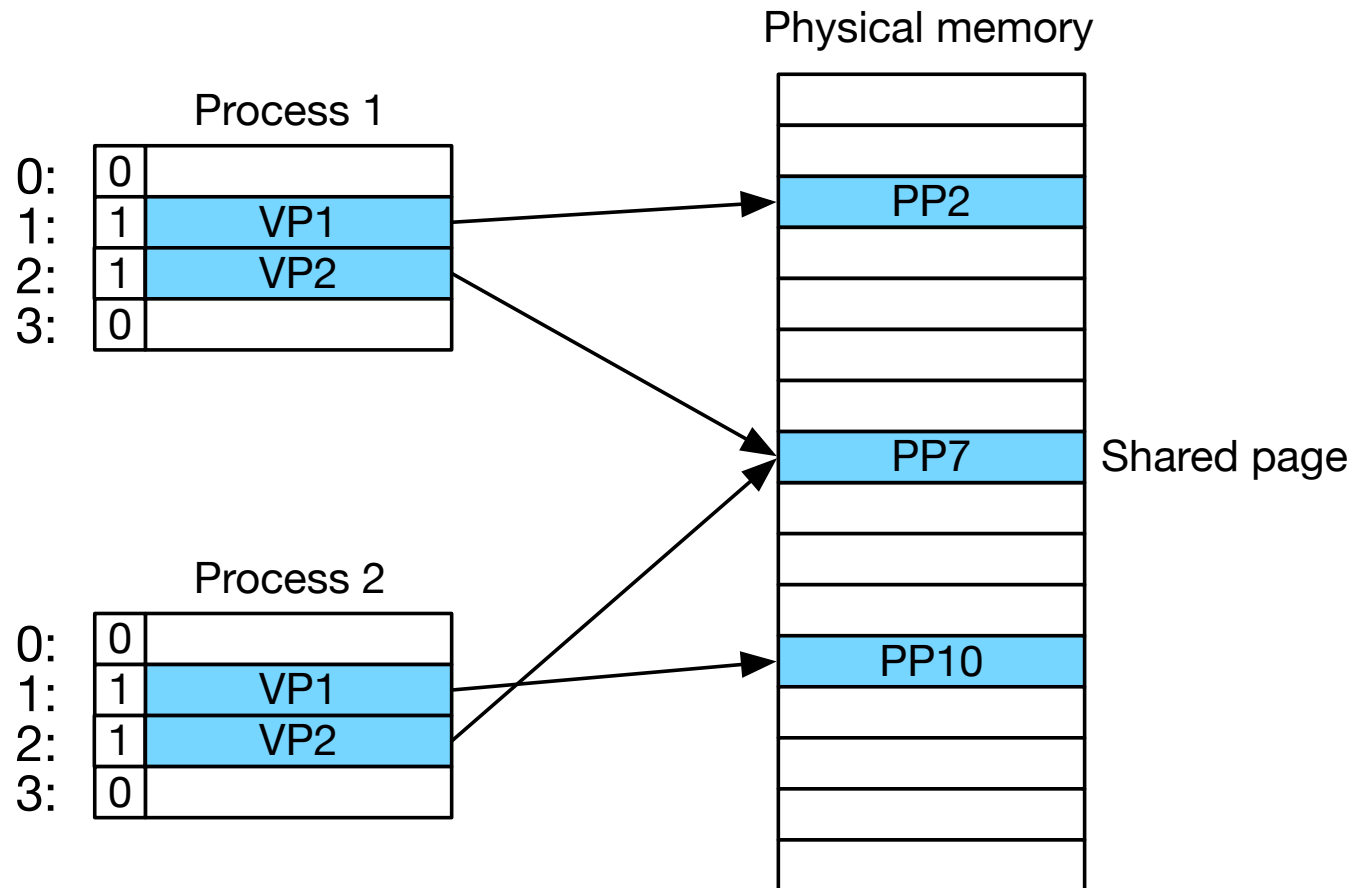 Physical memory
Process 1
0: 0
1: 1 VP1
2: 1 VP2
3: 0
PP2
PP7 Shared page
Process 2
0: 0
1: 1 VP1
2: 1 VP2
3: 0
PP10